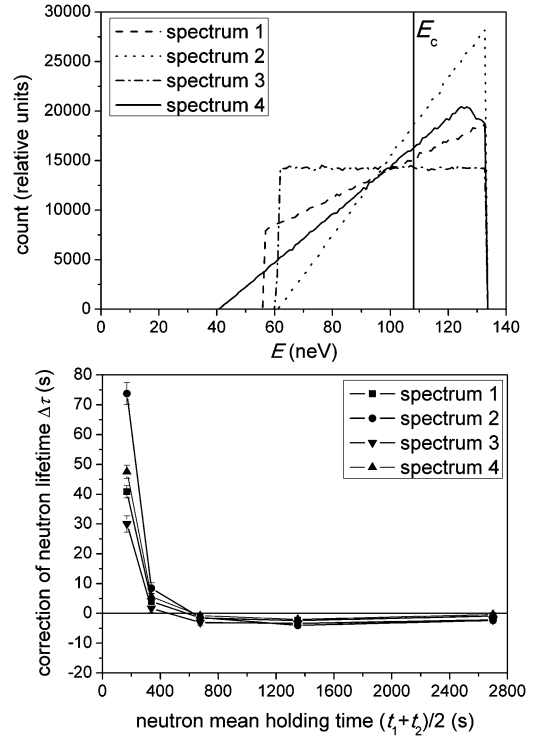 30000
25000
20000
15000
10000
5000
0
count (relative units)
spectrum 1
spectrum 2
spectrum 3
spectrum 4
Ec
0 20 40 60 80 100 120 140
E (neV)
80
70
60
50
40
30
20
10
0
-10
-20
correction of neutron lifetime Δτ (s)
spectrum 1
spectrum 2
spectrum 3
spectrum 4
0 400 800 1200 1600 2000 2400 2800
neutron mean holding time (t1+t2)/2 (s)